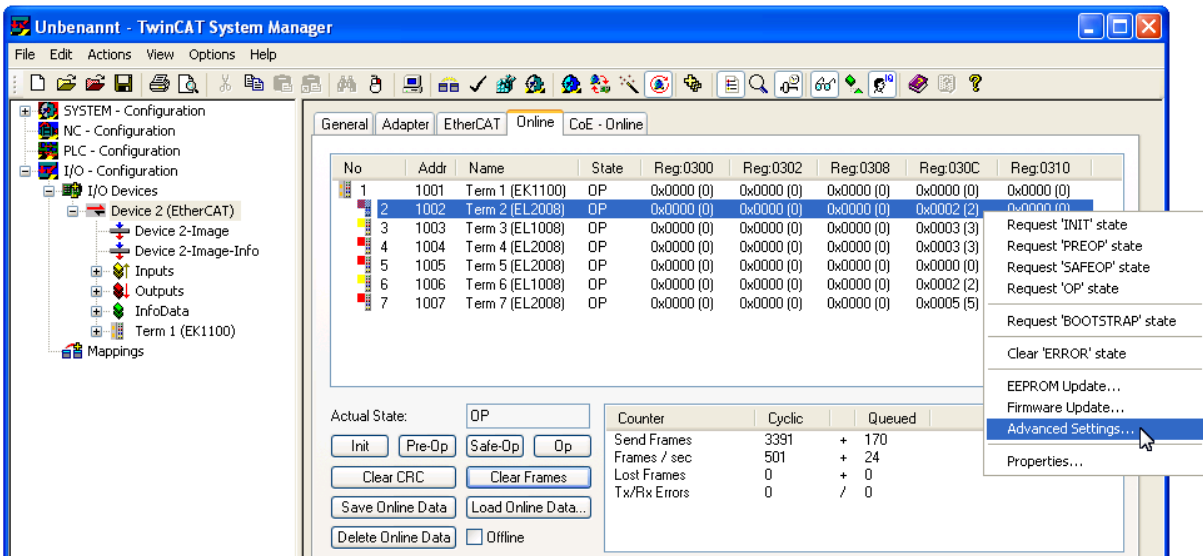 Unbenannt - TwinCAT System Manager
File Edit Actions View Options Help
SYSTEM - Configuration
NC - Configuration
PLC - Configuration
I/O - Configuration
I/O Devices
Device 2 (EtherCAT)
Device 2-Image
Device 2-Image-Info
Inputs
Outputs
InfoData
Term 1 (EK1100)
Mappings
General Adapter EtherCAT Online CoE - Online
No Addr Name State Reg:0300 Reg:0302 Reg:0308 Reg:030C Reg:0310
1 1001 Term 1 (EK1100) OP 0x0000 (0) 0x0000 (0) 0x0000 (0) 0x0000 (0) 0x0000 (0)
2 1002 Term 2 (EL2008) OP 0x0000 (0) 0x0000 (0) 0x0000 (0) 0x0002 (2) 0x0000 (0)
3 1003 Term 3 (EL1008) OP 0x0000 (0) 0x0000 (0) 0x0000 (0) 0x0003 (3)
4 1004 Term 4 (EL2008) OP 0x0000 (0) 0x0000 (0) 0x0000 (0) 0x0003 (3)
5 1005 Term 5 (EL2008) OP 0x0000 (0) 0x0000 (0) 0x0000 (0) 0x0000 (0)
6 1006 Term 6 (EL1008) OP 0x0000 (0) 0x0000 (0) 0x0000 (0) 0x0002 (2)
7 1007 Term 7 (EL2008) OP 0x0000 (0) 0x0000 (0) 0x0000 (0) 0x0005 (5)
Request 'INIT' state
Request 'PREOP' state
Request 'SAFEOP' state
Request 'OP' state
Request 'BOOTSTRAP' state
Clear 'ERROR' state
EEPROM Update...
Firmware Update...
Advanced Settings...
Properties...
Actual State: OP
Init Pre-Op Safe-Op Op
Clear CRC Clear Frames
Save Online Data Load Online Data...
Delete Online Data Offline
Counter Cyclic Queued
Send Frames 3391 + 170
Frames / sec 501 + 24
Lost Frames 0 + 0
Tx/Rx Errors 0 / 0